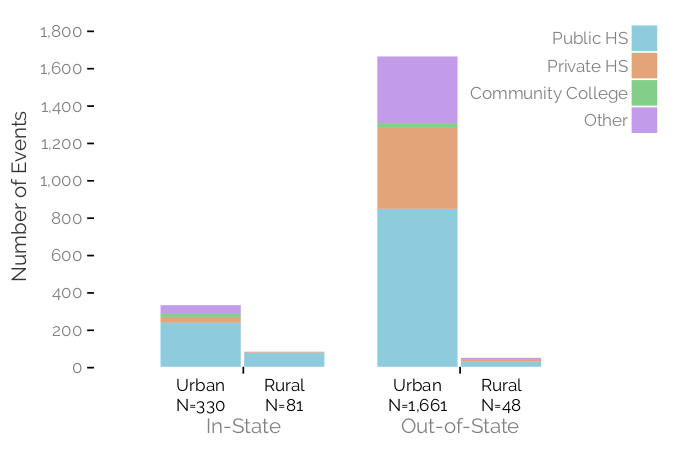 Number of Events
1,800
1,600
1,400
1,200
1,000
800
600
400
200
0
Public HS
Private HS
Community College
Other
Urban
N=330
Rural
N=81
In-State
Urban
N=1,661
Rural
N=48
Out-of-State